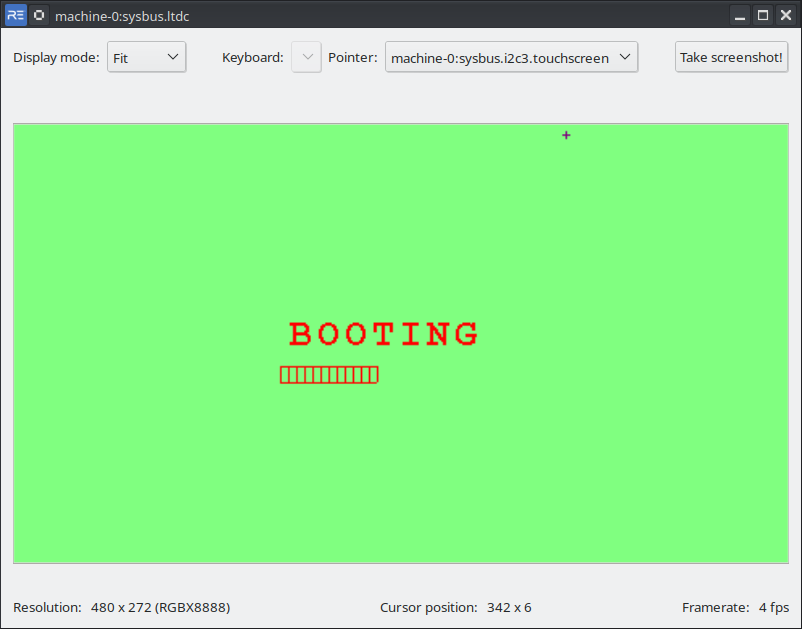 RE machine-0:sysbus.ltdc
Display mode: Fit Keyboard: Pointer: machine-0:sysbus.i2c3.touchscreen Take screenshot!
BOOTING
Resolution: 480 x 272 (RGBX8888) Cursor position: 342 x 6 Framerate: 4 fps